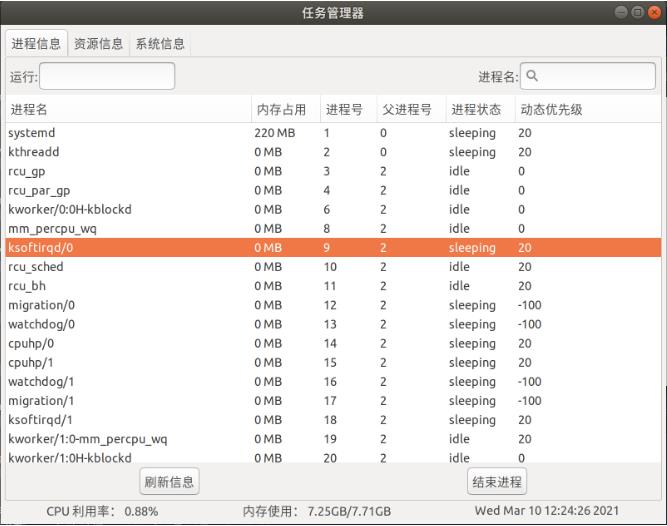 任务管理器
进程信息 资源信息 系统信息
运行: 进程名:
进程名 内存占用 进程号 父进程号 进程状态 动态优先级
systemd 220 MB 1 0 sleeping 20
kthreadd 0 MB 2 0 sleeping 20
rcu_gp 0 MB 3 2 idle 0
rcu_par_gp 0 MB 4 2 idle 0
kworker/0:0H-kblockd 0 MB 6 2 idle 0
mm_percpu_wq 0 MB 8 2 idle 0
ksoftirqd/0 0 MB 9 2 sleeping 20
rcu_sched 0 MB 10 2 idle 20
rcu_bh 0 MB 11 2 idle 20
migration/0 0 MB 12 2 sleeping -100
watchdog/0 0 MB 13 2 sleeping -100
cpuhp/0 0 MB 14 2 sleeping 20
cpuhp/1 0 MB 15 2 sleeping 20
watchdog/1 0 MB 16 2 sleeping -100
migration/1 0 MB 17 2 sleeping -100
ksoftirqd/1 0 MB 18 2 sleeping 20
kworker/1:0-mm_percpu_wq 0 MB 19 2 idle 20
kworker/1:0H-kblockd 0 MB 20 2 idle 0
刷新信息 结束进程
CPU 利用率： 0.88% 内存使用： 7.25GB/7.71GB Wed Mar 10 12:24:26 2021